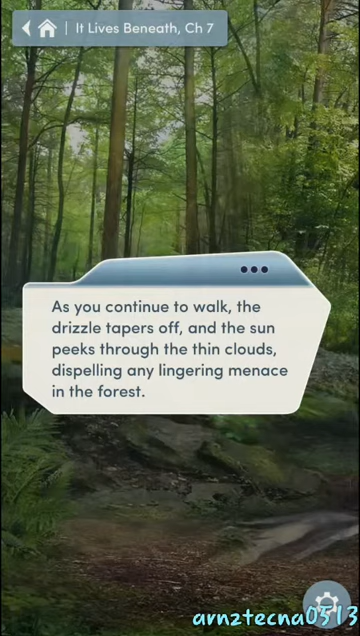 It Lives Beneath, Ch 7
As you continue to walk, the
drizzle tapers off, and the sun
peeks through the thin clouds,
dispelling any lingering menace
in the forest.
arnztecna0513